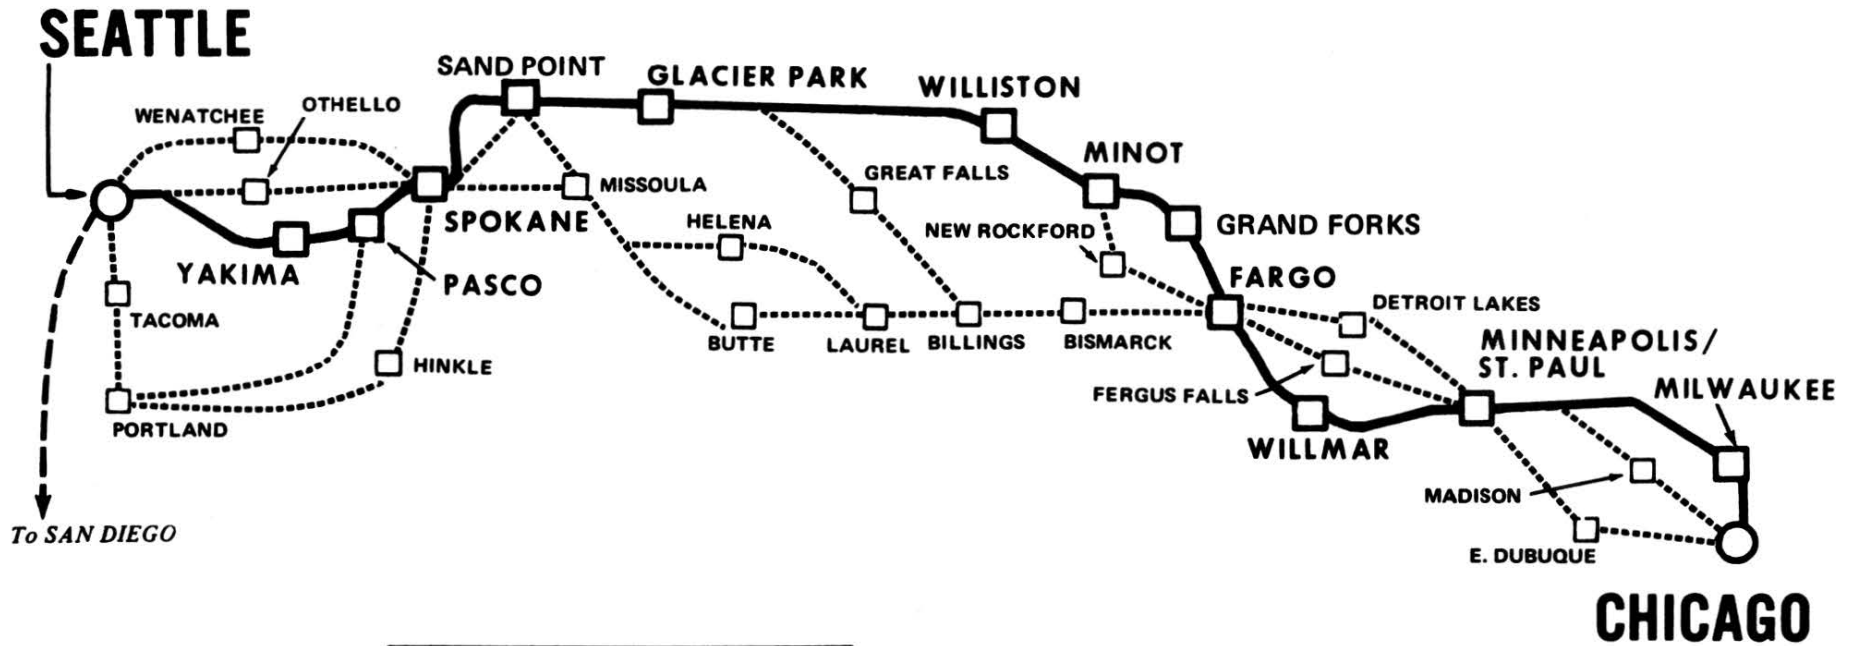 SEATTLE
SAND POINT
GLACIER PARK
WILLISTON
OTHELLO
WENATCHEE
MINOT
GREAT FALLS
MISSOULA
SPOKANE
HELENA
NEW ROCKFORD
GRAND FORKS
YAKIMA
PASCO
FARGO
DETROIT LAKES
TACOMA
BUTTE
LAUREL
BILLINGS
BISMARCK
MINNEAPOLIS/
ST. PAUL
HINKLE
FERGUS FALLS
MILWAUKEE
PORTLAND
WILLMAR
MADISON
To SAN DIEGO
E. DUBUQUE
CHICAGO